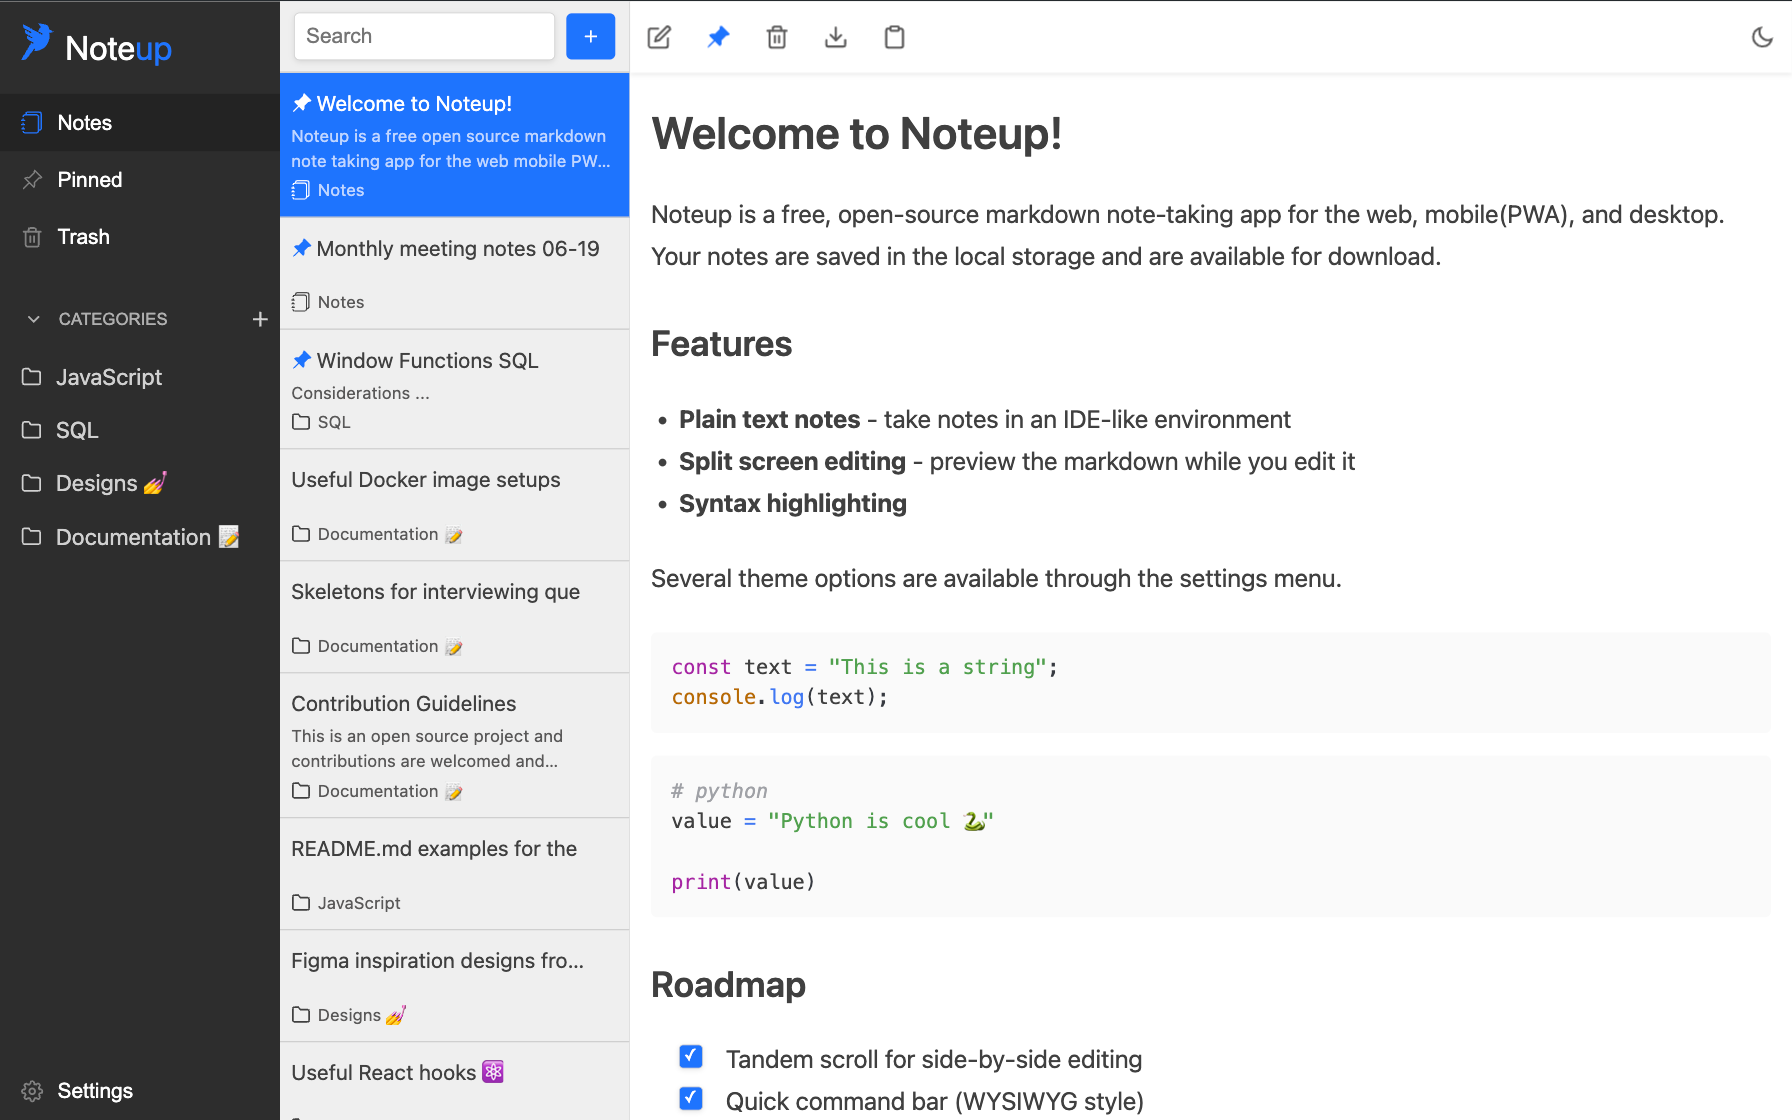 Noteup
Notes
Pinned
Trash
CATEGORIES
JavaScript
SQL
Designs 💅
Documentation 📝
Settings
Search
+
Welcome to Noteup!
Noteup is a free open source markdown
note taking app for the web mobile PW...
Notes
Monthly meeting notes 06-19
Notes
Window Functions SQL
Considerations ...
SQL
Useful Docker image setups
Documentation 📝
Skeletons for interviewing que
Documentation 📝
Contribution Guidelines
This is an open source project and
contributions are welcomed and...
Documentation 📝
README.md examples for the
JavaScript
Figma inspiration designs fro...
Designs 💅
Useful React hooks ⚛️
Welcome to Noteup!
Noteup is a free, open-source markdown note-taking app for the web, mobile(PWA), and desktop.
Your notes are saved in the local storage and are available for download.
Features
• Plain text notes - take notes in an IDE-like environment
• Split screen editing - preview the markdown while you edit it
• Syntax highlighting
Several theme options are available through the settings menu.
const text = "This is a string";
console.log(text);
# python
value = "Python is cool 🐍"
print(value)
Roadmap
Tandem scroll for side-by-side editing
Quick command bar (WYSIWYG style)